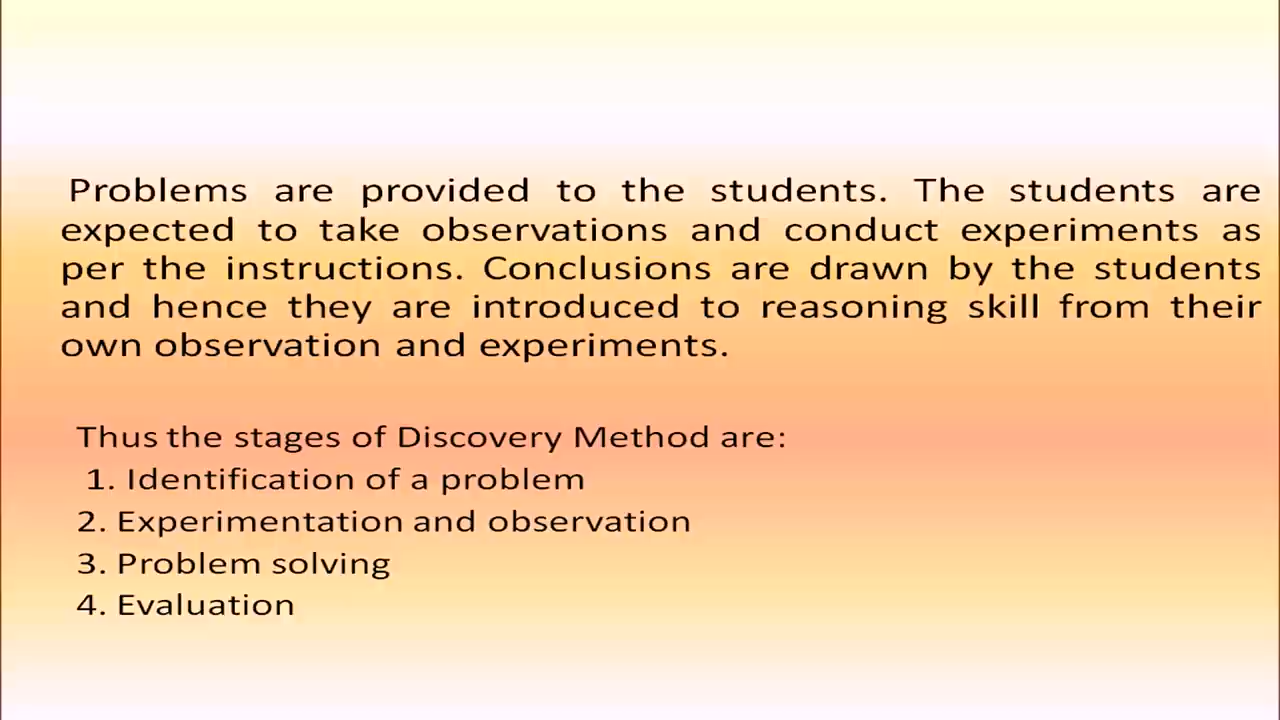 Problems are provided to the students. The students are
expected to take observations and conduct experiments as
per the instructions. Conclusions are drawn by the students
and hence they are introduced to reasoning skill from their
own observation and experiments.
Thus the stages of Discovery Method are:
1. Identification of a problem
2. Experimentation and observation
3. Problem solving
4. Evaluation